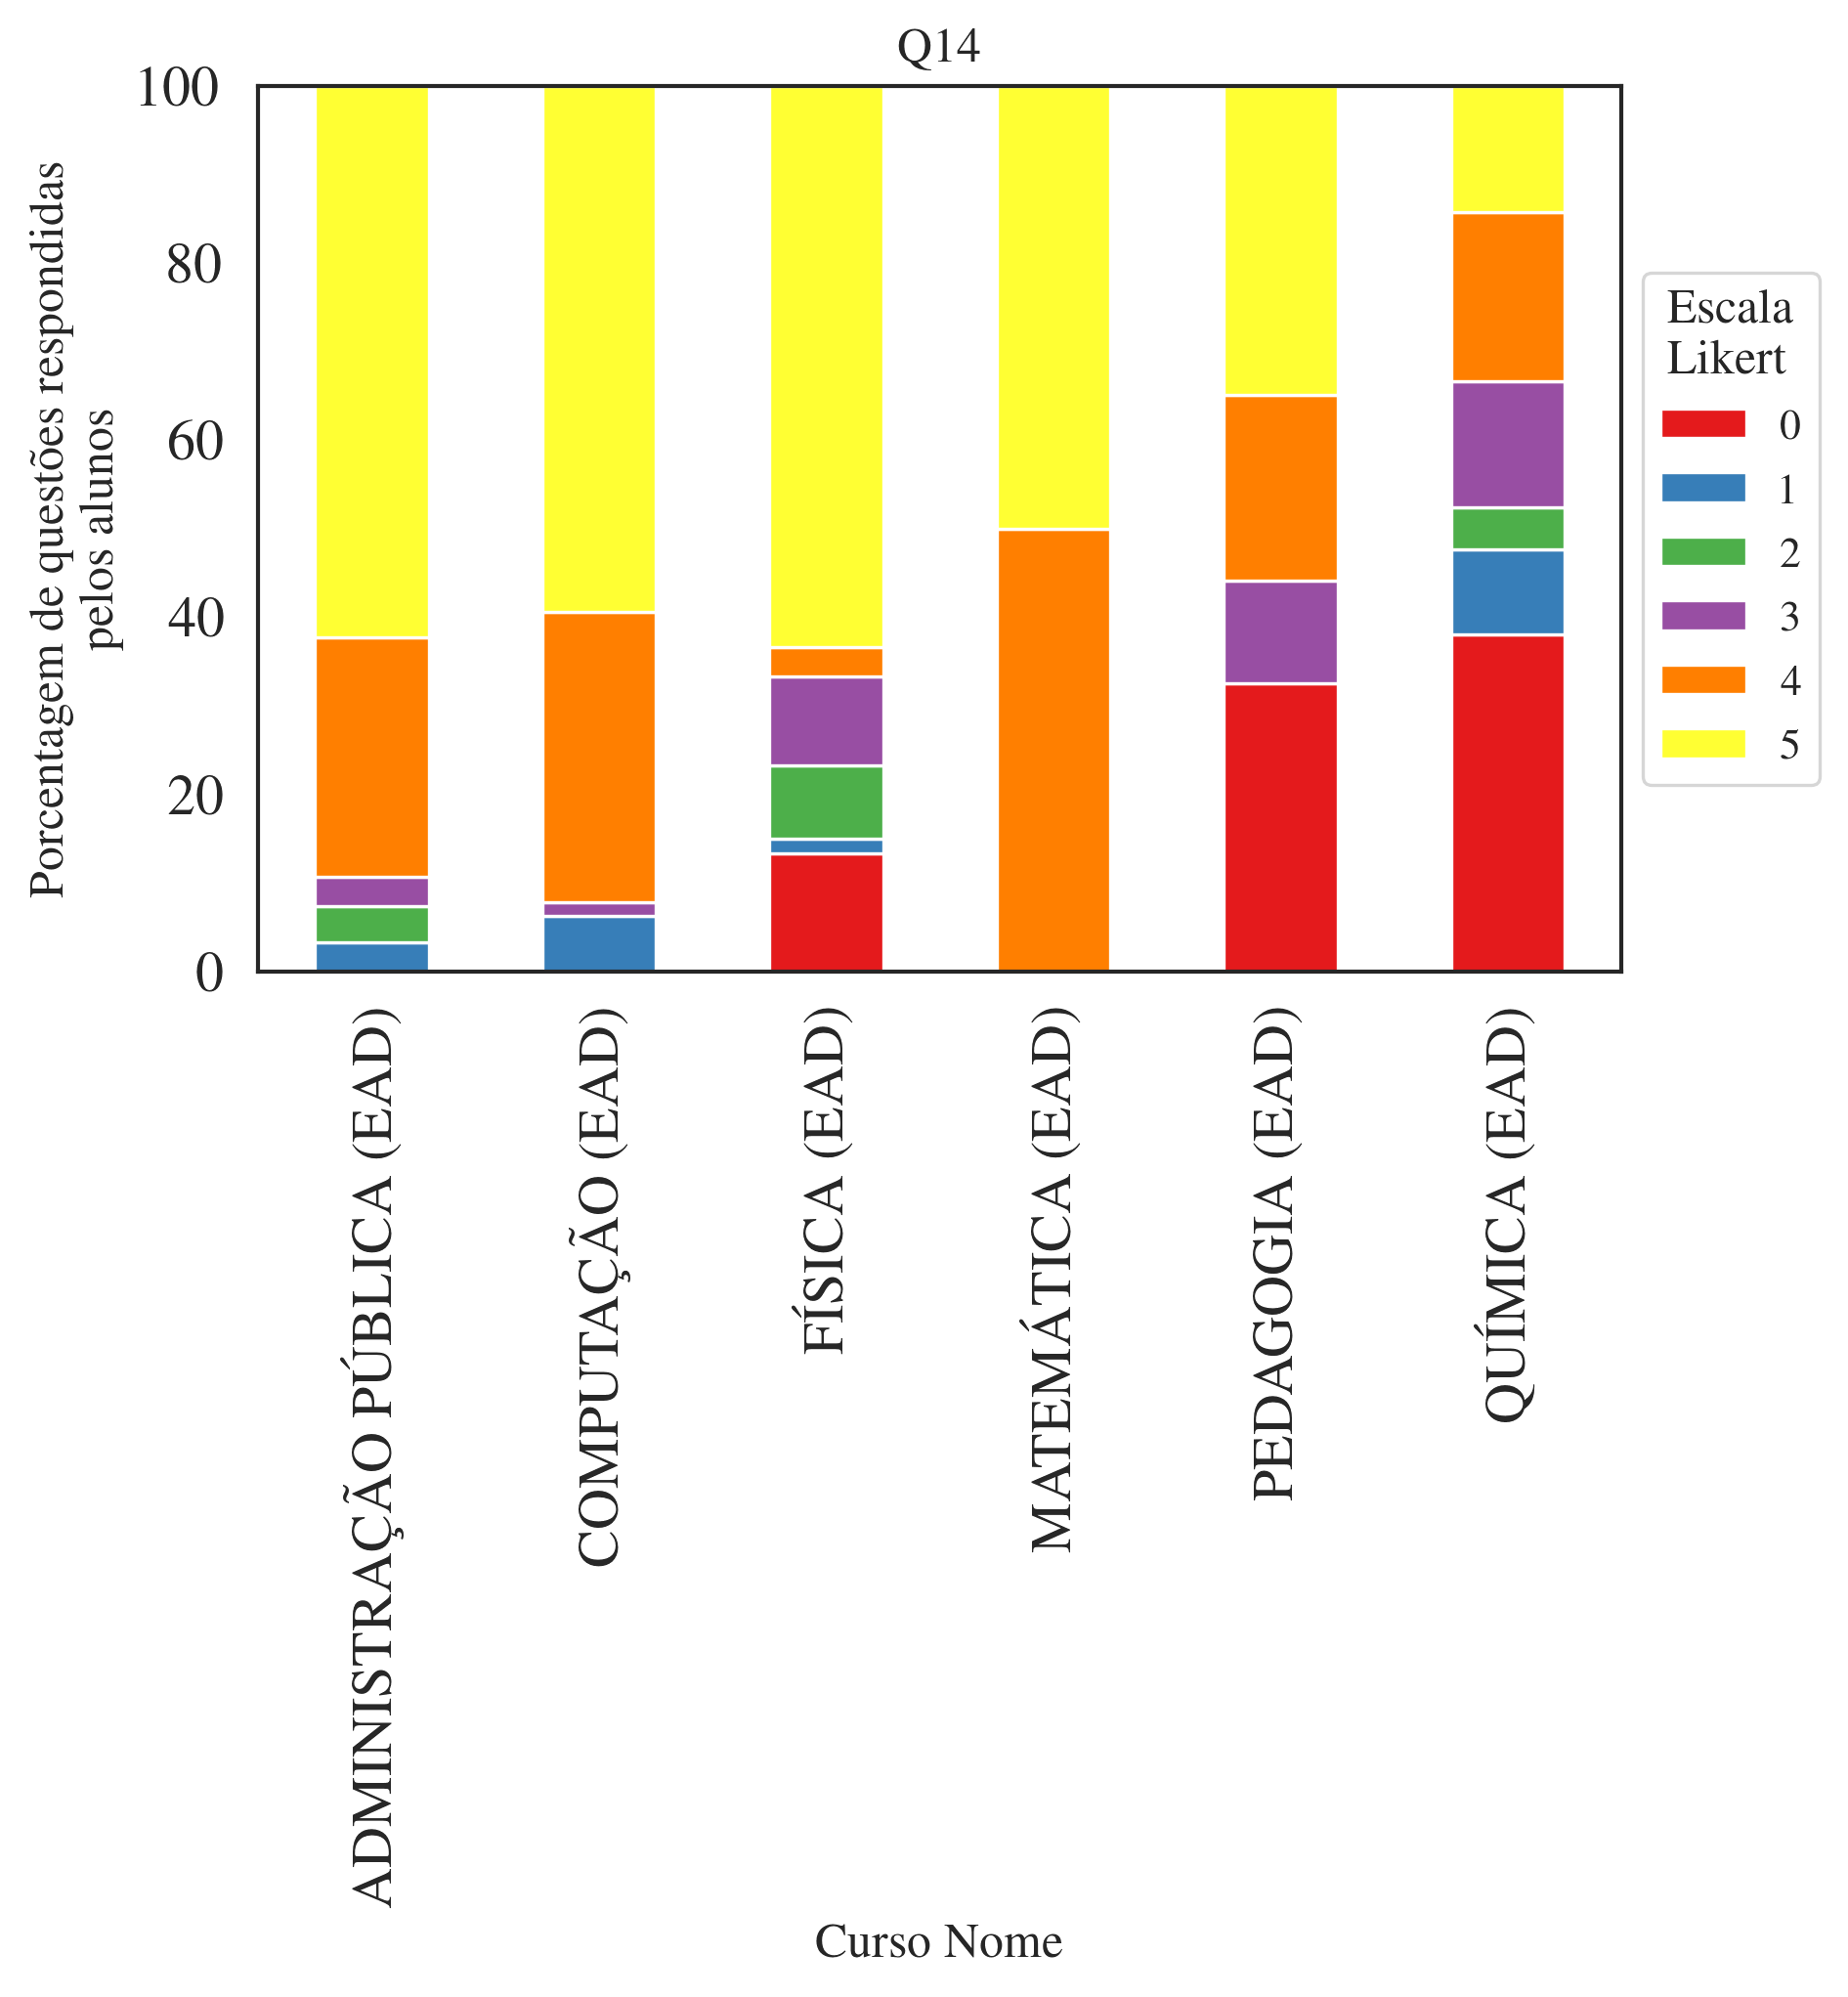 Q14
Porcentagem de questões respondidas
pelos alunos
100
80
60
40
20
0
ADMINISTRAÇÃO PÚBLICA (EAD)
COMPUTAÇÃO (EAD)
FÍSICA (EAD)
MATEMÁTICA (EAD)
PEDAGOGIA (EAD)
QUÍMICA (EAD)
Curso Nome
Escala
Likert
0
1
2
3
4
5